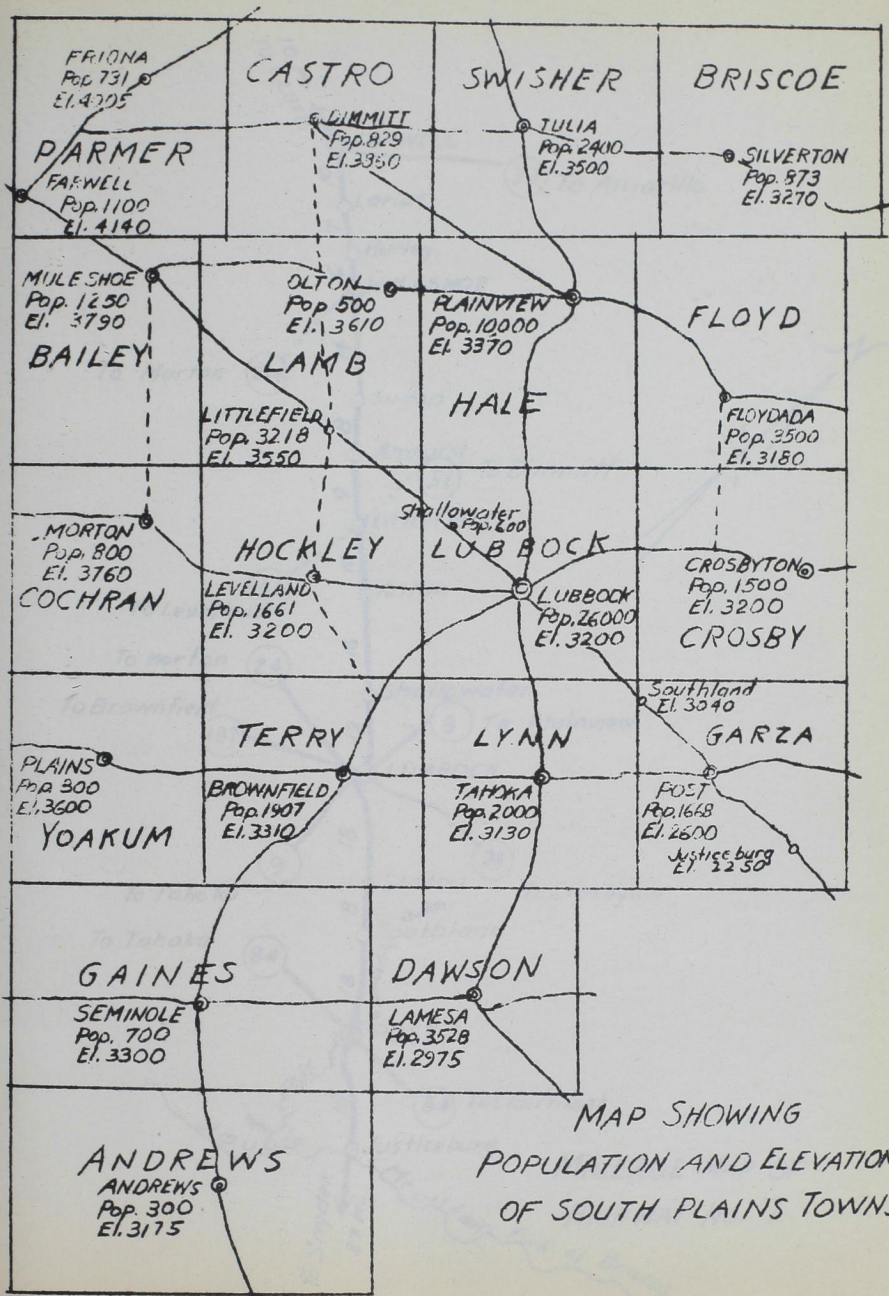 FRIONA
Pop 731
El. 4005
PARMER
FARWELL
Pop. 1100
El. 4140
CASTRO
DIMMITT
Pop. 829
El. 3860
SWISHER
TULIA
Pop. 2400
El. 3500
BRISCOE
SILVERTON
Pop. 873
El. 3270
MULESHOE
Pop. 1250
El. 3790
BAILEY
OLTON
Pop. 500
El. 3610
LAMB
LITTLEFIELD
Pop. 3218
El. 3550
PLAINVIEW
Pop. 10,000
El. 3370
HALE
FLOYD
FLOYDADA
Pop. 3500
El. 3180
MORTON
Pop. 800
El. 3760
COCHRAN
HOCKLEY
LEVELLAND
Pop. 1661
El. 3200
Shallowater
Pop. 200
LUBBOCK
LUBBOCK
Pop. 26000
El. 3200
CROSBYTON
Pop. 1500
El. 3200
CROSBY
PLAINS
Pop 300
El. 3600
YOAKUM
TERRY
BROWNFIELD
Pop. 1907
El. 3310
LYNN
TAHOKA
Pop. 2000
El. 3130
Southland
El. 3040
GARZA
POST
Pop. 1668
El. 2600
Justiceburg
El. 2250
GAINES
SEMINOLE
Pop. 700
El. 3300
DAWSON
LAMESA
Pop. 3528
El. 2975
ANDREWS
ANDREWS
Pop. 300
El. 3175
MAP SHOWING
POPULATION AND ELEVATION
OF SOUTH PLAINS TOWNS